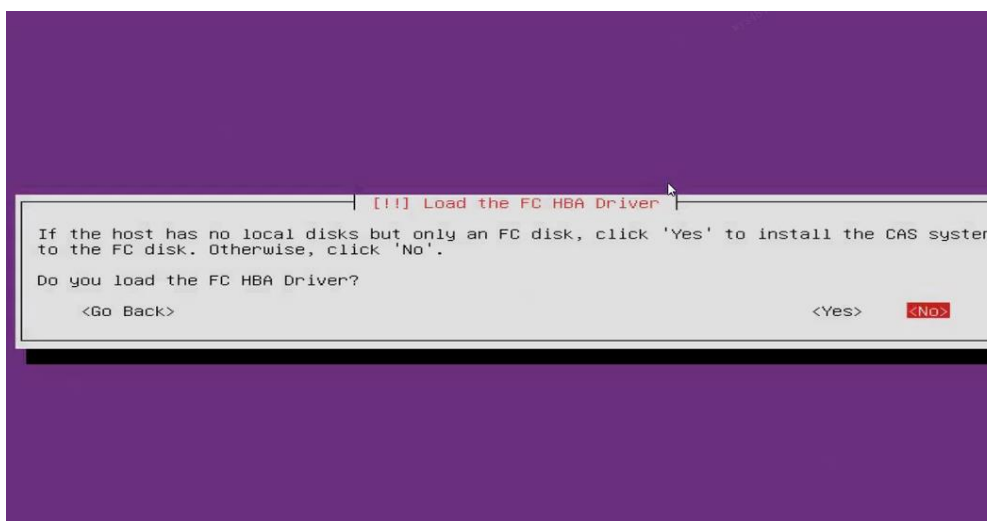 [!!] Load the FC HBA Driver
If the host has no local disks but only an FC disk, click 'Yes' to install the CAS syste
to the FC disk. Otherwise, click 'No'.
Do you load the FC HBA Driver?
<Go Back> <Yes> <No>